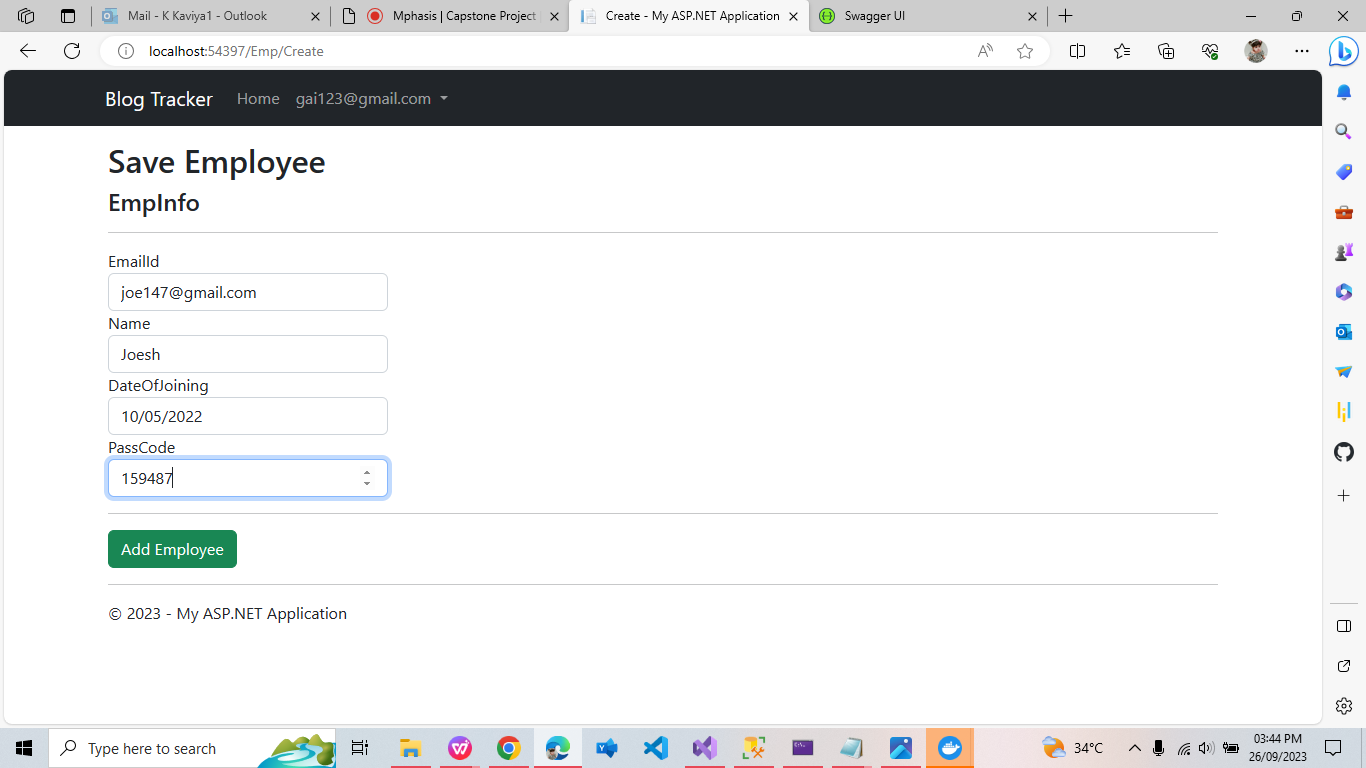 Mail - K Kaviya1 - Outlook
Mphasis | Capstone Project
Create - My ASP.NET Application
Swagger UI
localhost:54397/Emp/Create
Blog Tracker
Home
gai123@gmail.com
Save Employee
EmpInfo
EmailId
joe147@gmail.com
Name
Joesh
DateOfJoining
10/05/2022
PassCode
159487
Add Employee
© 2023 - My ASP.NET Application
Type here to search
34°C
03:44 PM
26/09/2023